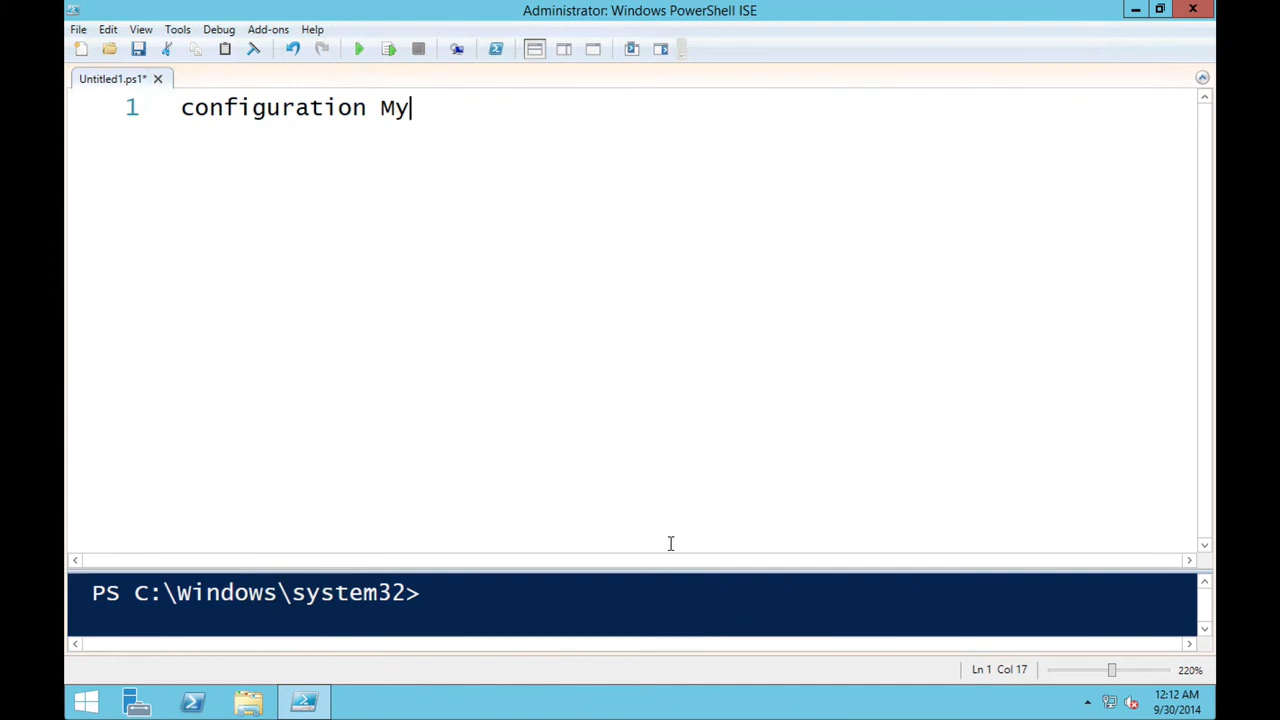 Administrator: Windows PowerShell ISE
File Edit View Tools Debug Add-ons Help
Untitled1.ps1*
1 configuration My
PS C:\Windows\system32>
Ln 1 Col 17 220%
12:12 AM
9/30/2014